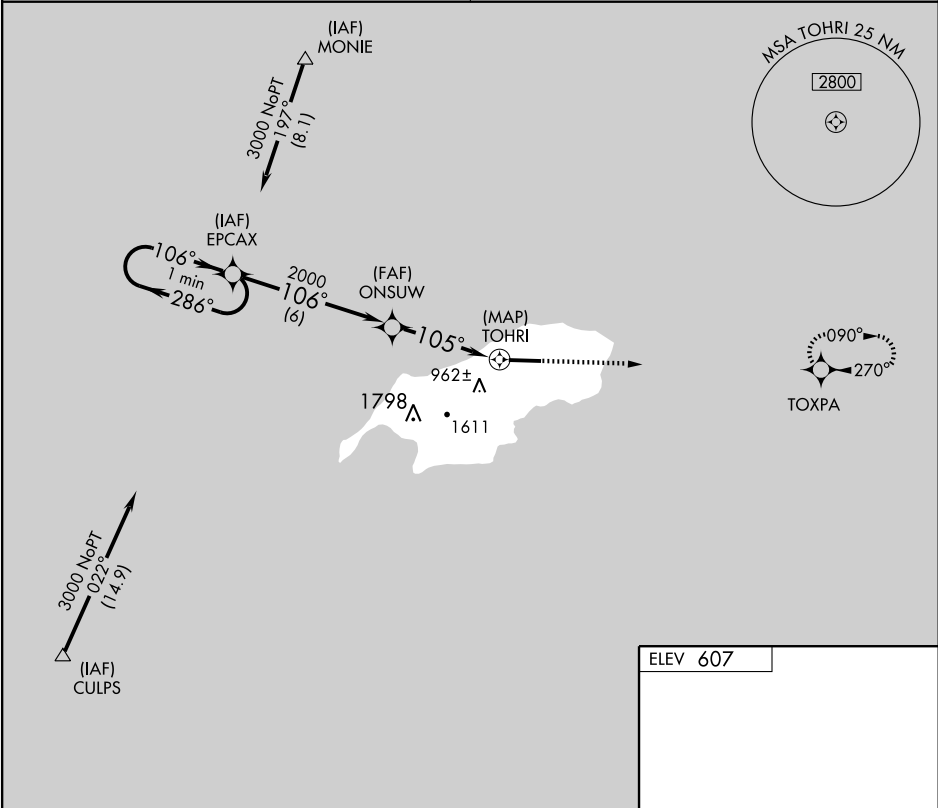 (IAF)
MONIE
MSA TOHRI 25 NM
2800
3000 NoPT
197°
(8.1)
(IAF)
EPCAX
106°
1 min
286°
2000
106°
(6)
(FAF)
ONSUW
105°
(MAP)
TOHRI
962±
1798
1611
090°
270°
TOXPA
3000 NoPT
022°
(14.9)
(IAF)
CULPS
ELEV 607